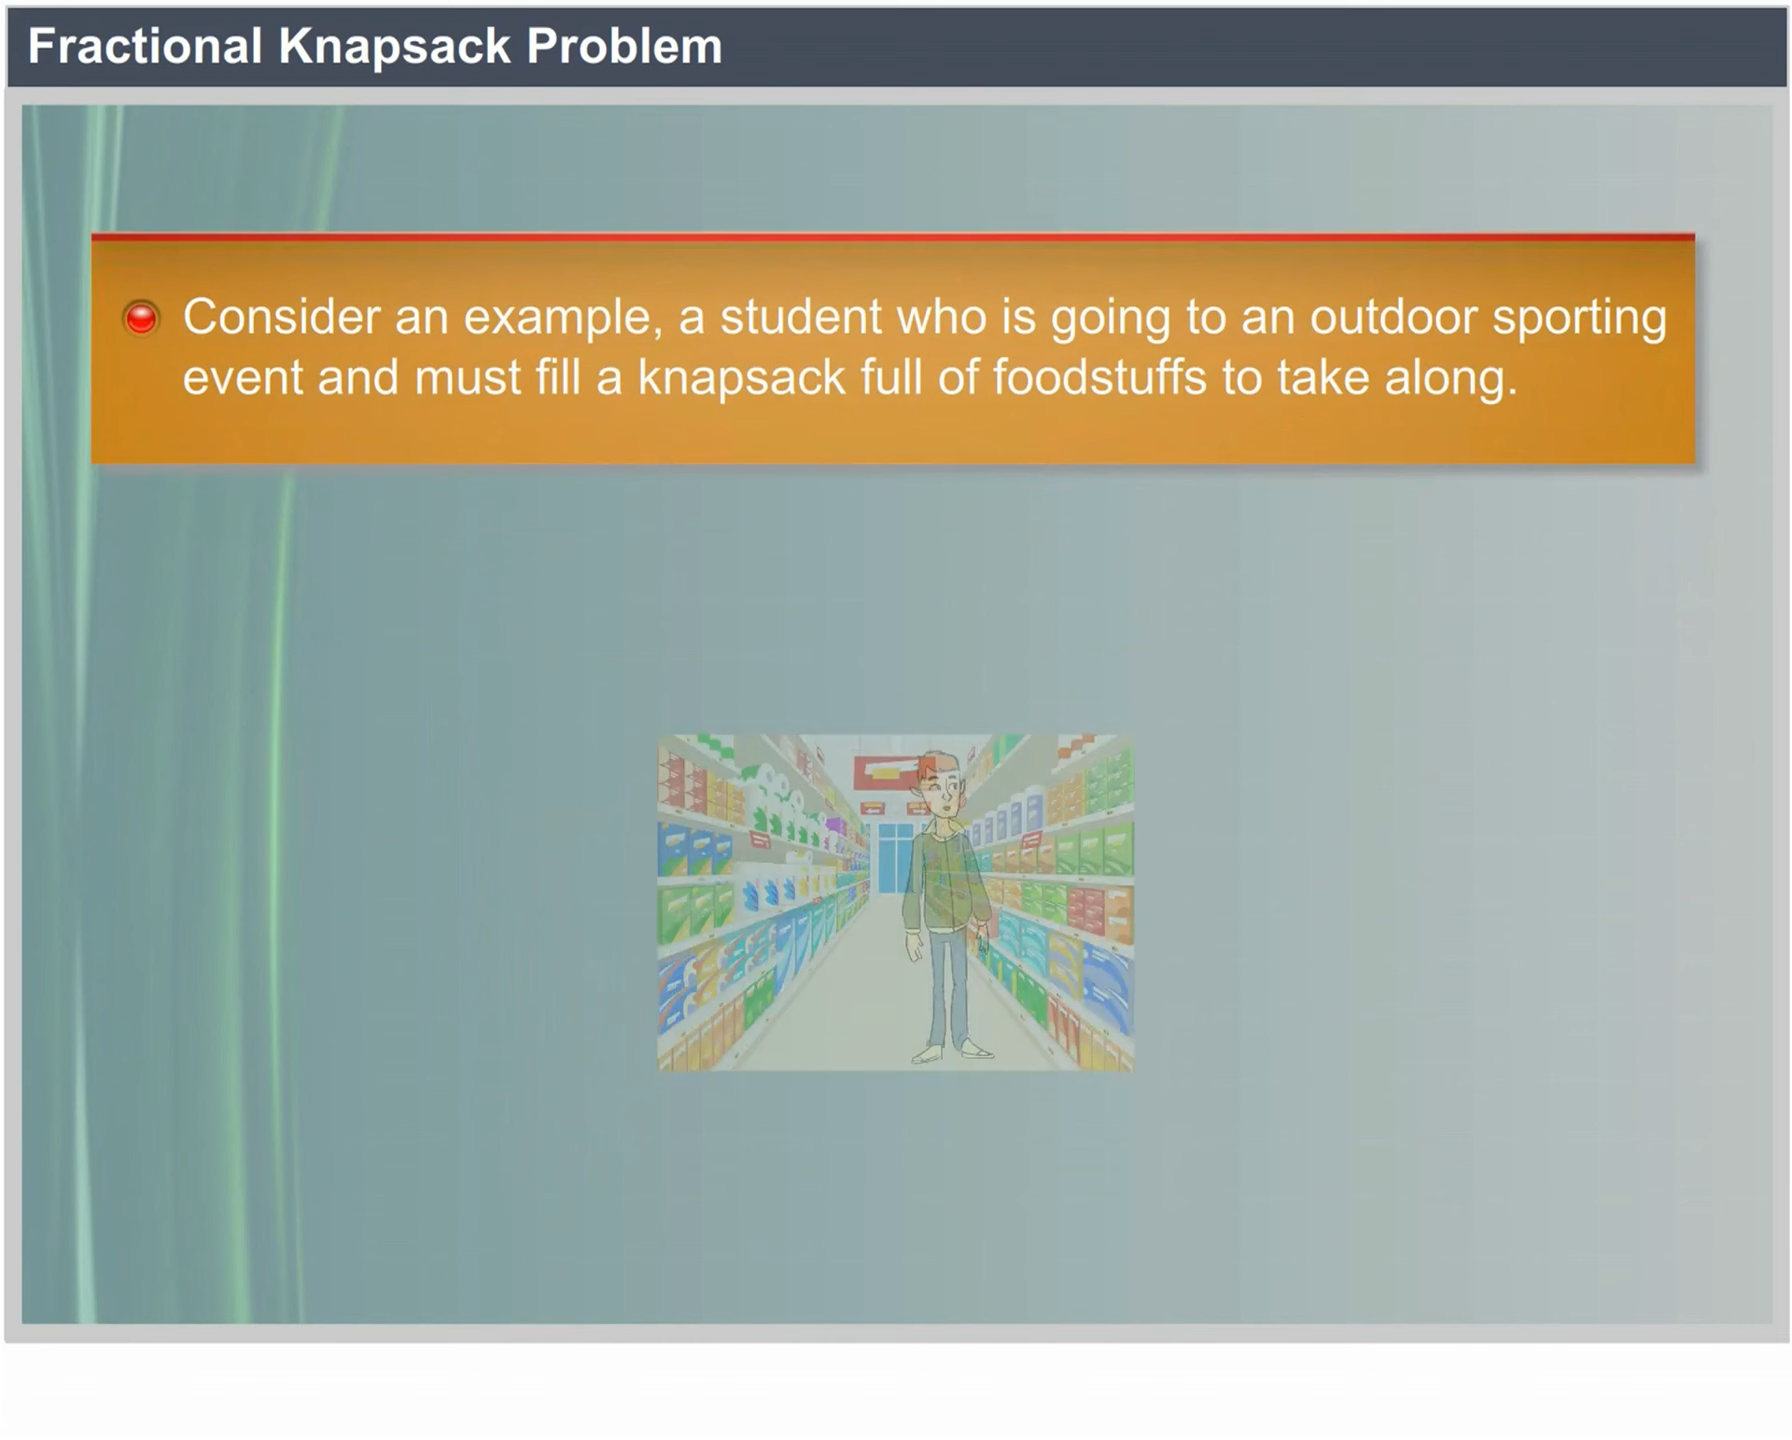 Fractional Knapsack Problem
Consider an example, a student who is going to an outdoor sporting
event and must fill a knapsack full of foodstuffs to take along.